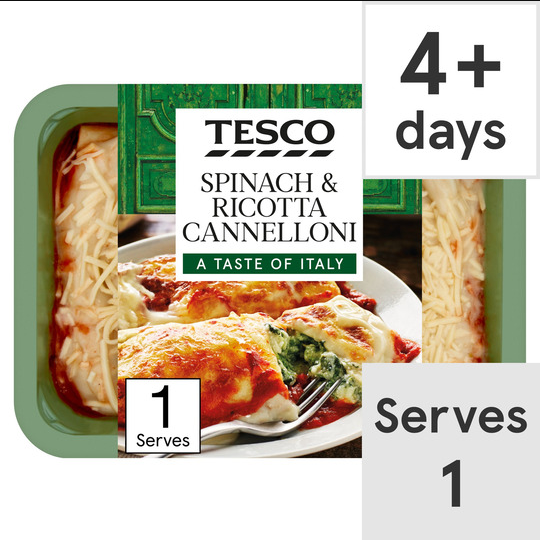 4+
days
TESCO
SPINACH &
RICOTTA
CANNELLONI
A TASTE OF ITALY
1
Serves
Serves
1